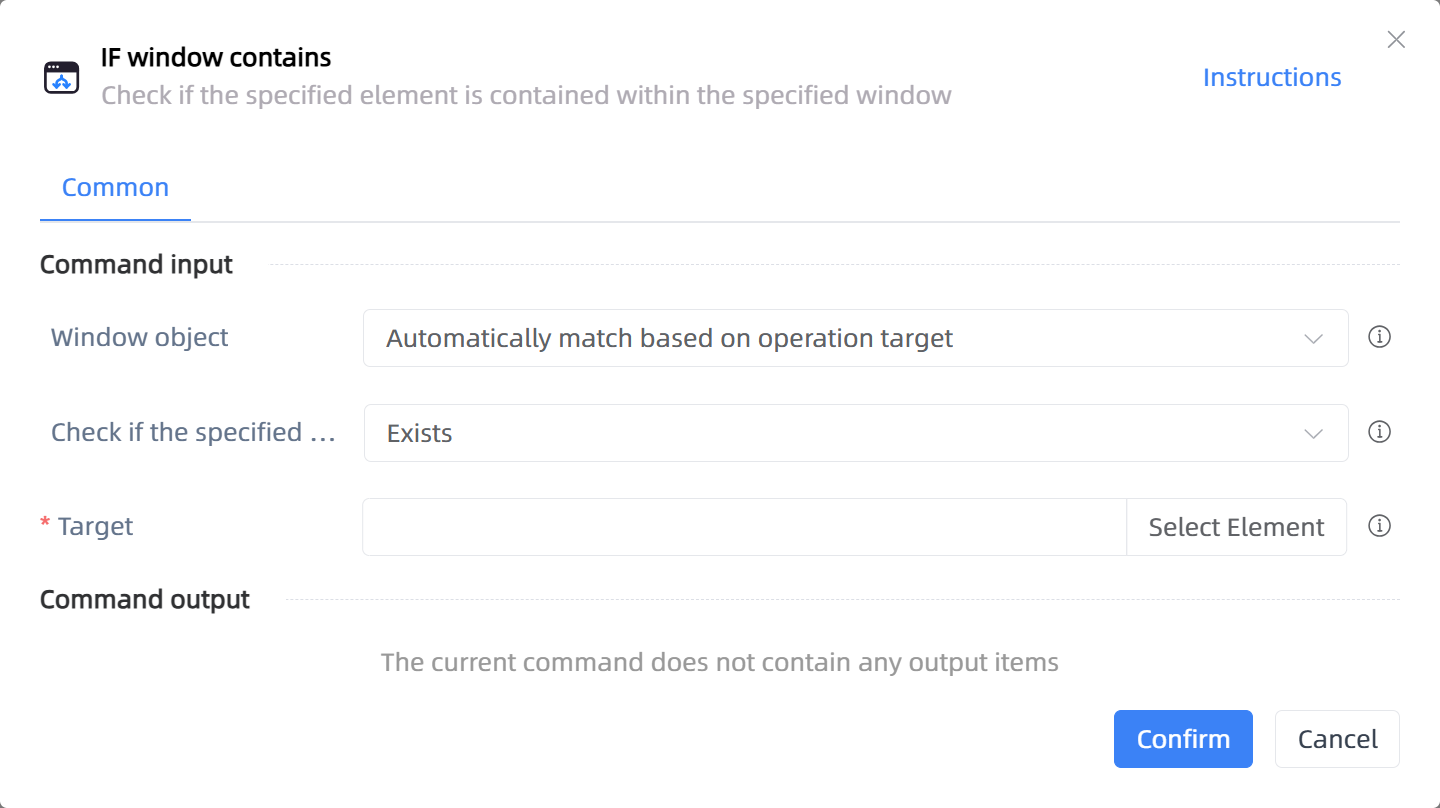 IF window contains
Check if the specified element is contained within the specified window
Instructions
Common
Command input
Window object
Automatically match based on operation target
Check if the specified ...
Exists
* Target
Select Element
Command output
The current command does not contain any output items
Confirm
Cancel